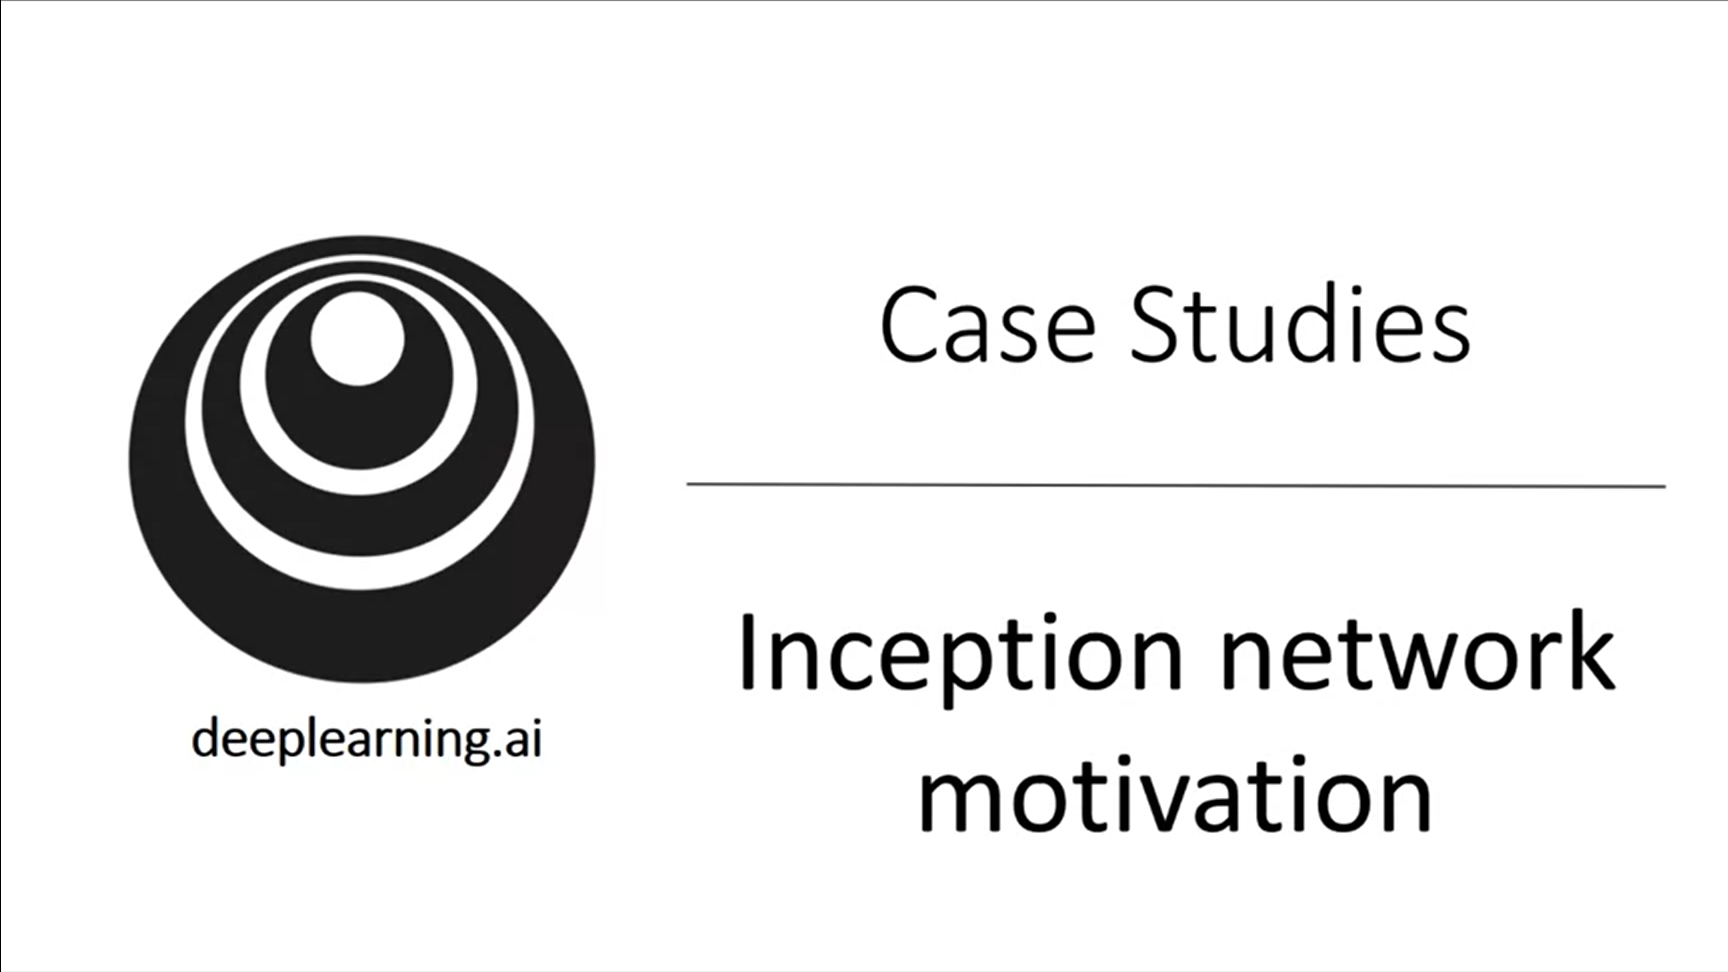 Case Studies
Inception network
motivation
deeplearning.ai